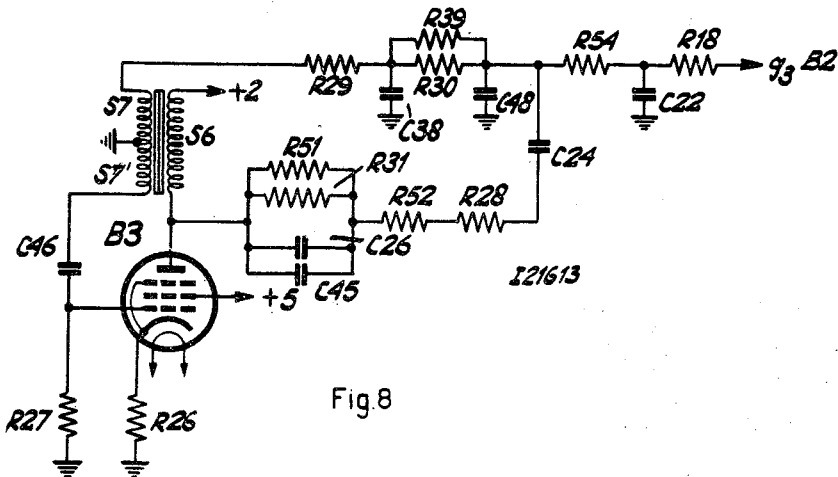 R39
R54
R18
R29
R30
g3 B2
S7
+2
C38
C48
C22
S6
R51
C24
S7'
R31
R52
R28
B3
C46
C26
+5
C45
I21613
Fig.8
R27
R26